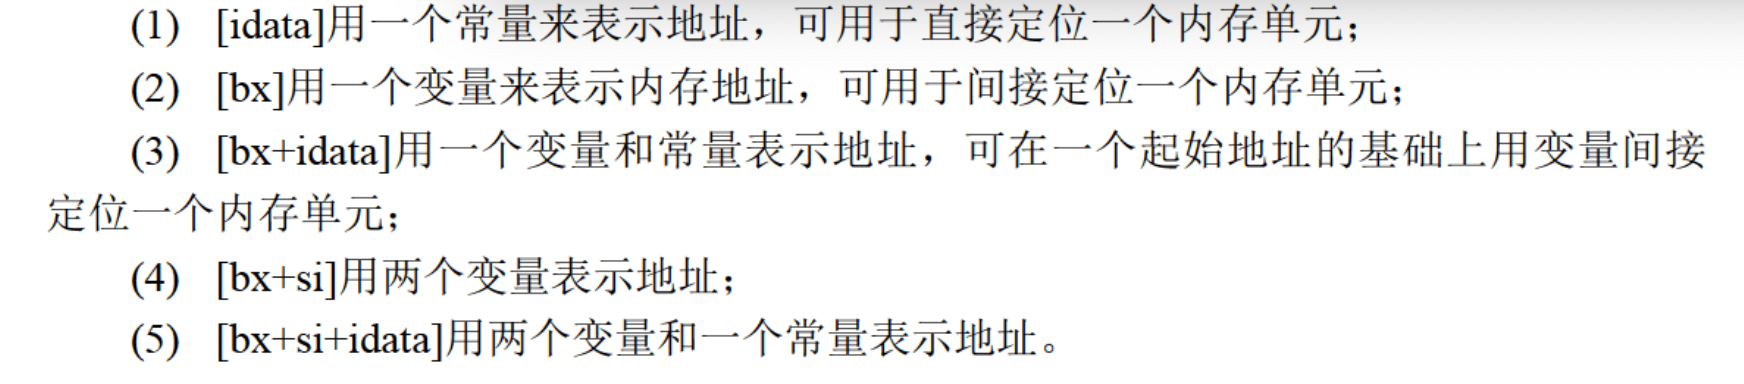 (1) [idata]用一个常量来表示地址，可用于直接定位一个内存单元；
(2) [bx]用一个变量来表示内存地址，可用于间接定位一个内存单元；
(3) [bx+idata]用一个变量和常量表示地址，可在一个起始地址的基础上用变量间接
定位一个内存单元；
(4) [bx+si]用两个变量表示地址；
(5) [bx+si+idata]用两个变量和一个常量表示地址。